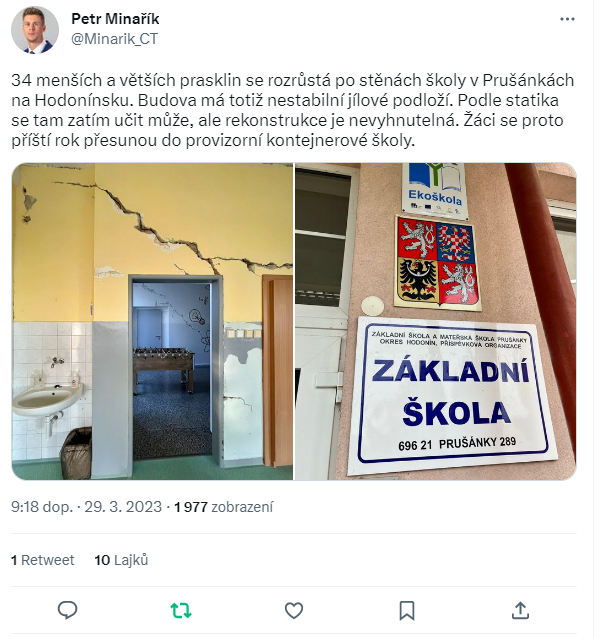 Petr Minařík
@Minarik_CT
34 menších a větších prasklin se rozrůstá po stěnách školy v Prušánkách
na Hodonínsku. Budova má totiž nestabilní jílové podloží. Podle statika
se tam zatím učit může, ale rekonstrukce je nevyhnutelná. Žáci se proto
příští rok přesunou do provizorní kontejnerové školy.
Ekoškola
ZÁKLADNÍ ŠKOLA A MATEŘSKÁ ŠKOLA PRUŠÁNKY
OKRES HODONÍN, PŘÍSPĚVKOVÁ ORGANIZACE
ZÁKLADNÍ
ŠKOLA
696 21 PRUŠÁNKY 289
9:18 dop. · 29. 3. 2023 · 1 977 zobrazení
1 Retweet 10 Lajků